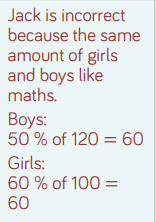 Jack is incorrect
because the same
amount of girls
and boys like
maths.
Boys:
50 % of 120 = 60
Girls:
60 % of 100 =
60